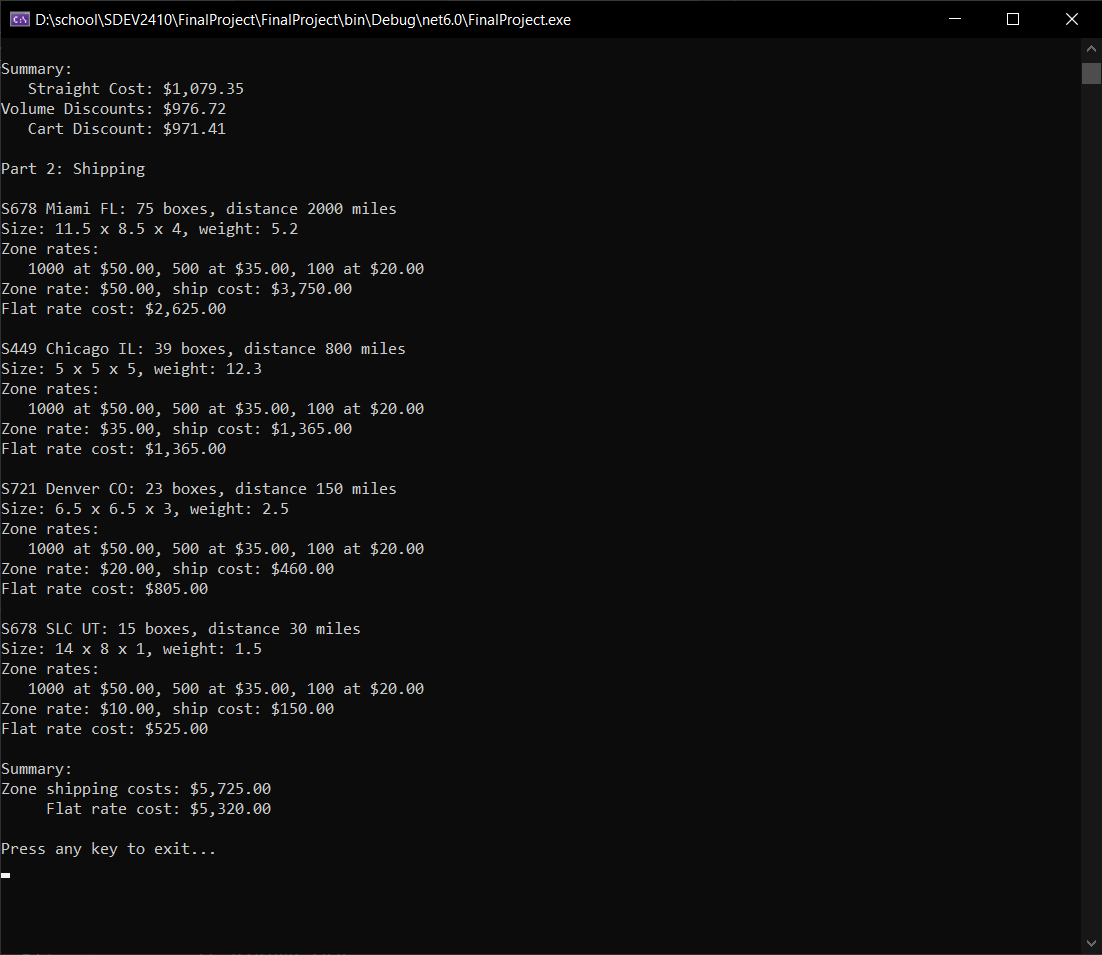 D:\school\SDEV2410\FinalProject\FinalProject\bin\Debug\net6.0\FinalProject.exe
Summary:
   Straight Cost: $1,079.35
Volume Discounts: $976.72
   Cart Discount: $971.41
Part 2: Shipping
S678 Miami FL: 75 boxes, distance 2000 miles
Size: 11.5 x 8.5 x 4, weight: 5.2
Zone rates:
   1000 at $50.00, 500 at $35.00, 100 at $20.00
Zone rate: $50.00, ship cost: $3,750.00
Flat rate cost: $2,625.00
S449 Chicago IL: 39 boxes, distance 800 miles
Size: 5 x 5 x 5, weight: 12.3
Zone rates:
   1000 at $50.00, 500 at $35.00, 100 at $20.00
Zone rate: $35.00, ship cost: $1,365.00
Flat rate cost: $1,365.00
S721 Denver CO: 23 boxes, distance 150 miles
Size: 6.5 x 6.5 x 3, weight: 2.5
Zone rates:
   1000 at $50.00, 500 at $35.00, 100 at $20.00
Zone rate: $20.00, ship cost: $460.00
Flat rate cost: $805.00
S678 SLC UT: 15 boxes, distance 30 miles
Size: 14 x 8 x 1, weight: 1.5
Zone rates:
   1000 at $50.00, 500 at $35.00, 100 at $20.00
Zone rate: $10.00, ship cost: $150.00
Flat rate cost: $525.00
Summary:
Zone shipping costs: $5,725.00
     Flat rate cost: $5,320.00
Press any key to exit...